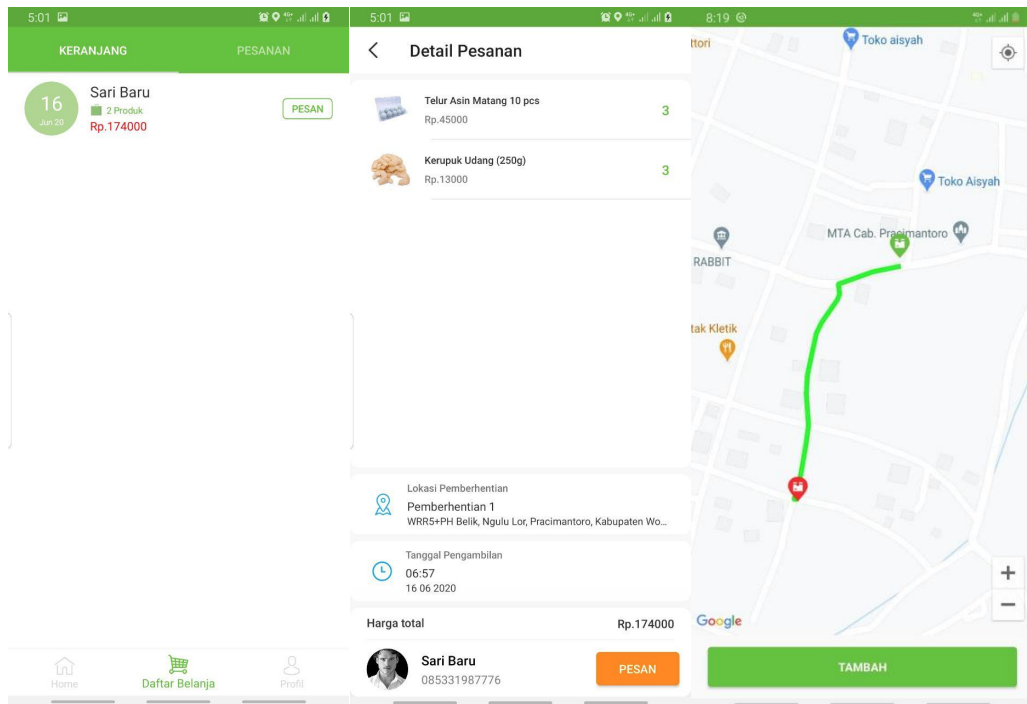 5:01
KERANJANG
PESANAN
16
Jun 20
Sari Baru
2 Produk
Rp.174000
PESAN
Home
Daftar Belanja
Profil
5:01
Detail Pesanan
Telur Asin Matang 10 pcs
Rp.45000
3
Kerupuk Udang (250g)
Rp.13000
3
Lokasi Pemberhentian
Pemberhentian 1
WRR5+PH Belik, Ngulu Lor, Pracimantoro, Kabupaten Wo...
Tanggal Pengambilan
06:57
16 06 2020
Harga total
Rp.174000
Sari Baru
085331987776
PESAN
8:19
ttori
Toko aisyah
Toko Aisyah
MTA Cab. Pracimantoro
RABBIT
tak Kletik
Google
TAMBAH